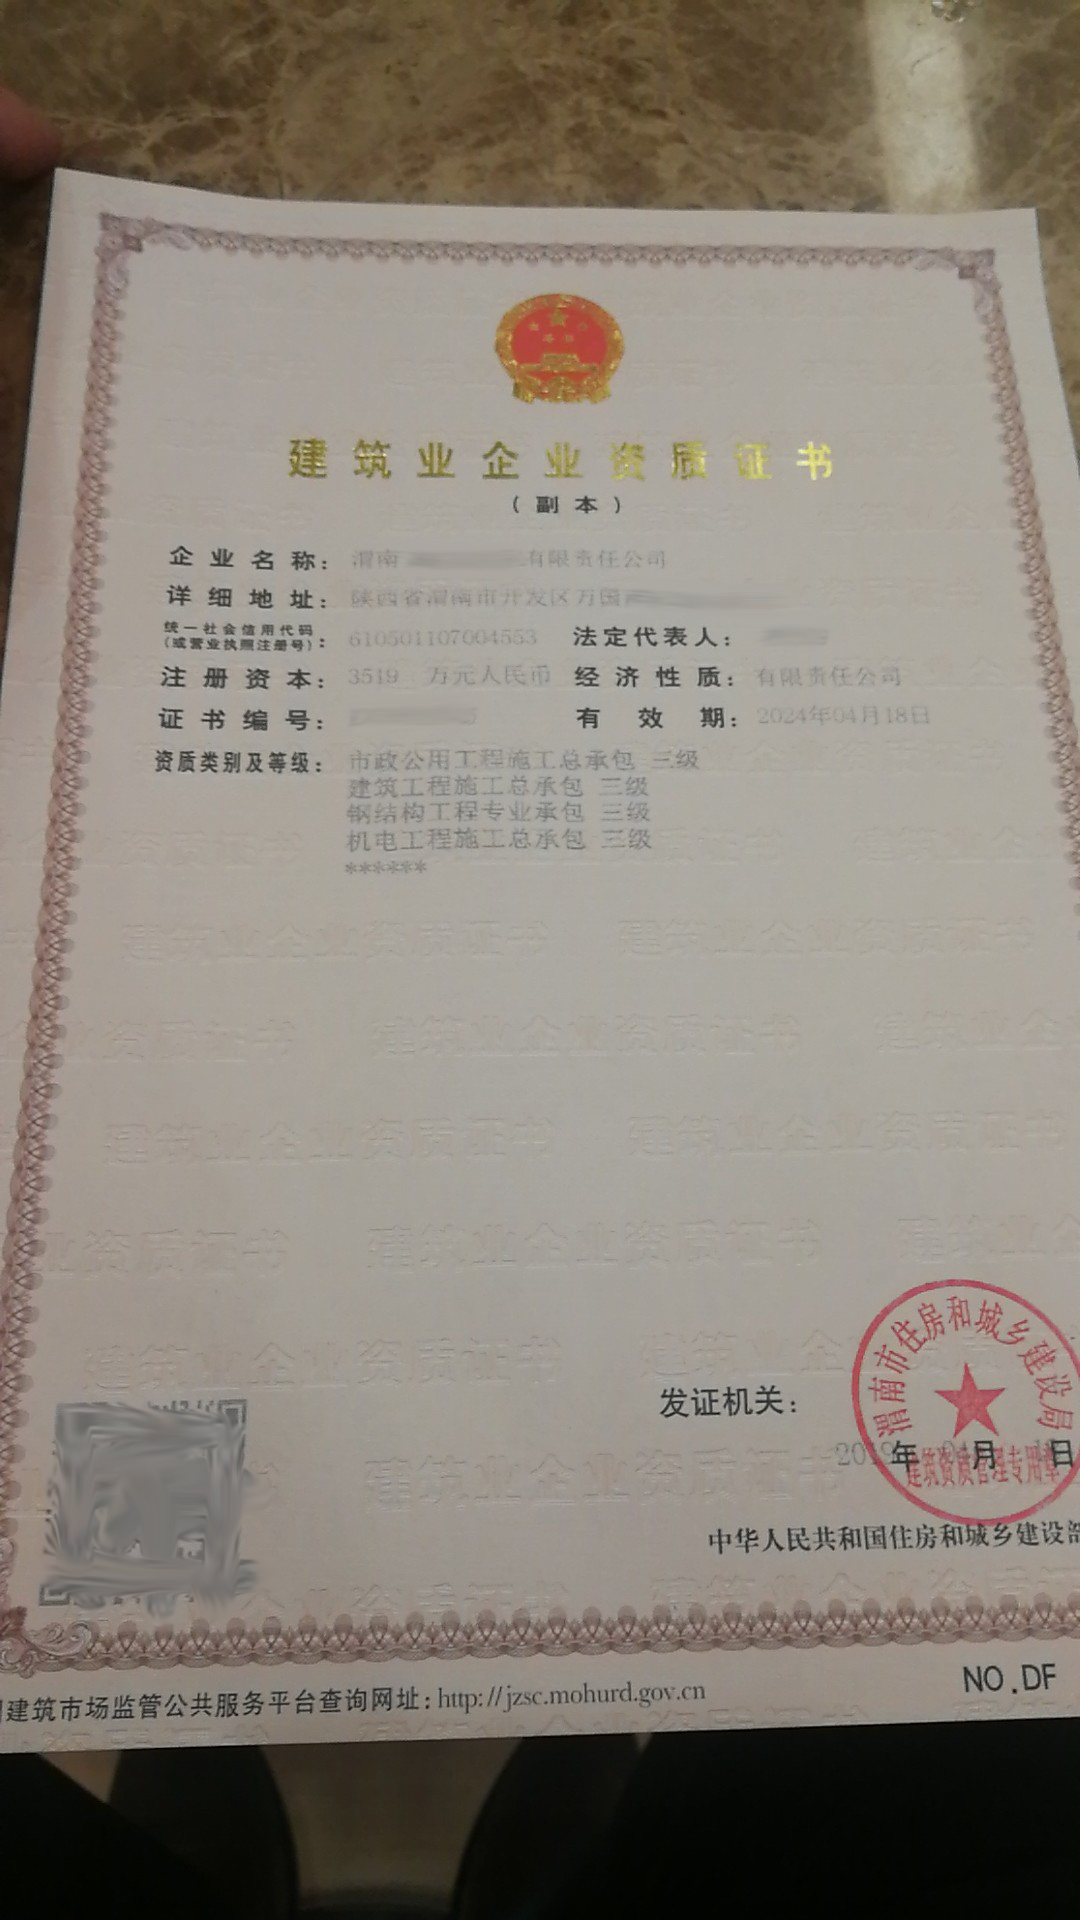 建筑业企业资质证书
（副本）
企业名称：渭南 有限责任公司
详细地址：陕西省渭南市开发区万国
统一社会信用代码
（或营业执照注册号）：610501107004553 法定代表人：
注册资本：3519 万元人民币 经济性质：有限责任公司
证书编号： 有效期：2024年04月18日
资质类别及等级：市政公用工程施工总承包 三级
建筑工程施工总承包 三级
钢结构工程专业承包 三级
机电工程施工总承包 三级
******
渭南市住房和城乡建设局
发证机关：
2019年 月 日
建筑资质管理专用章
中华人民共和国住房和城乡建设部
建筑市场监管公共服务平台查询网址：http://jzsc.mohurd.gov.cn
NO.DF